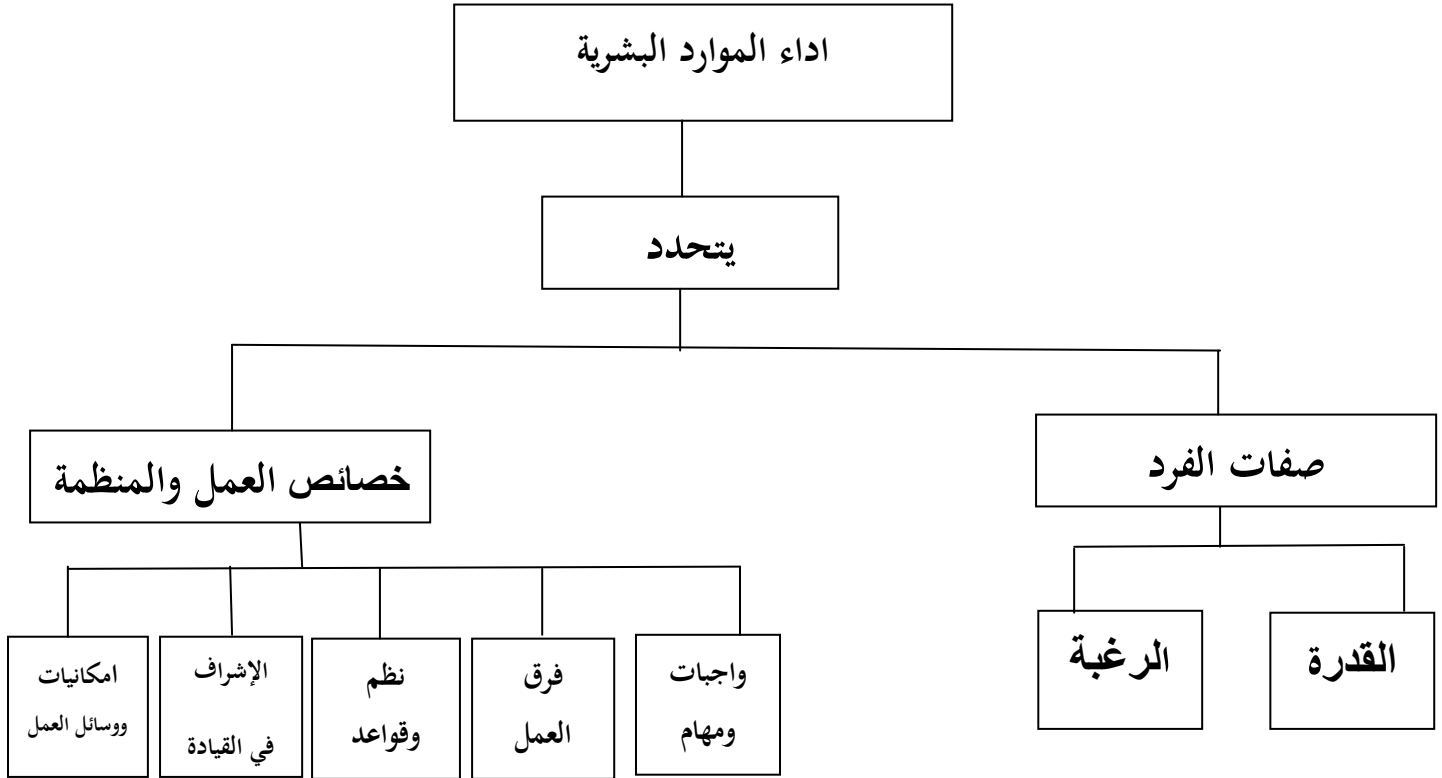 اداء الموارد البشرية
يتحدد
صفات الفرد
خصائص العمل والمنظمة
القدرة
الرغبة
واجبات
ومهام
فرق
العمل
نظم
وقواعد
الإشراف
في القيادة
امكانيات
ووسائل العمل